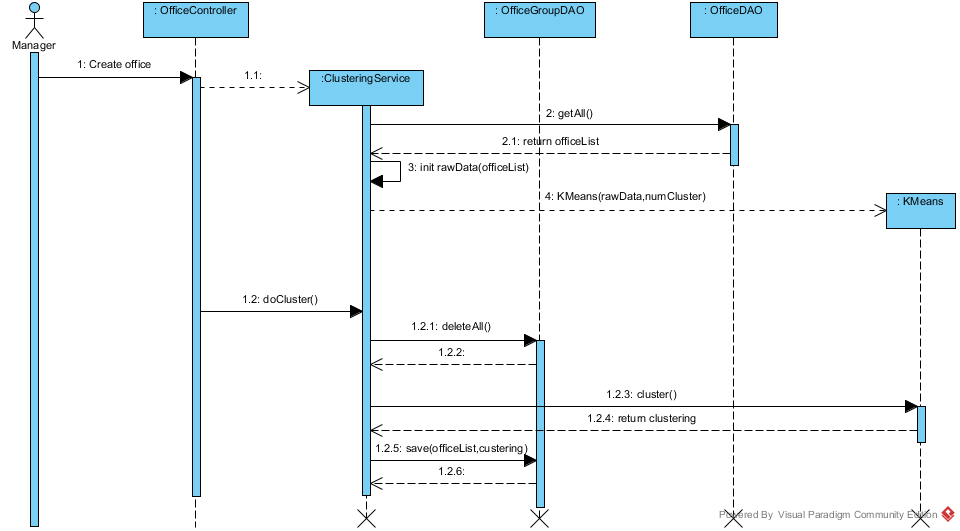 : OfficeController
: OfficeGroupDAO
: OfficeDAO
Manager
1: Create office
1.1:
:ClusteringService
2: getAll()
2.1: return officeList
3: init rawData(officeList)
4: KMeans(rawData,numCluster)
: KMeans
1.2: doCluster()
1.2.1: deleteAll()
1.2.2:
1.2.3: cluster()
1.2.4: return clustering
1.2.5: save(officeList,custering)
1.2.6:
Powered By Visual Paradigm Community Edition